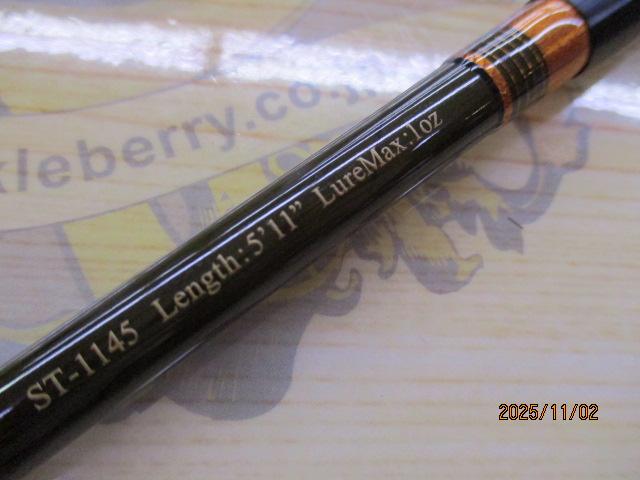 kleberry.co
ST-1145 Length:5'11” LureMax:1oz
2025/11/02